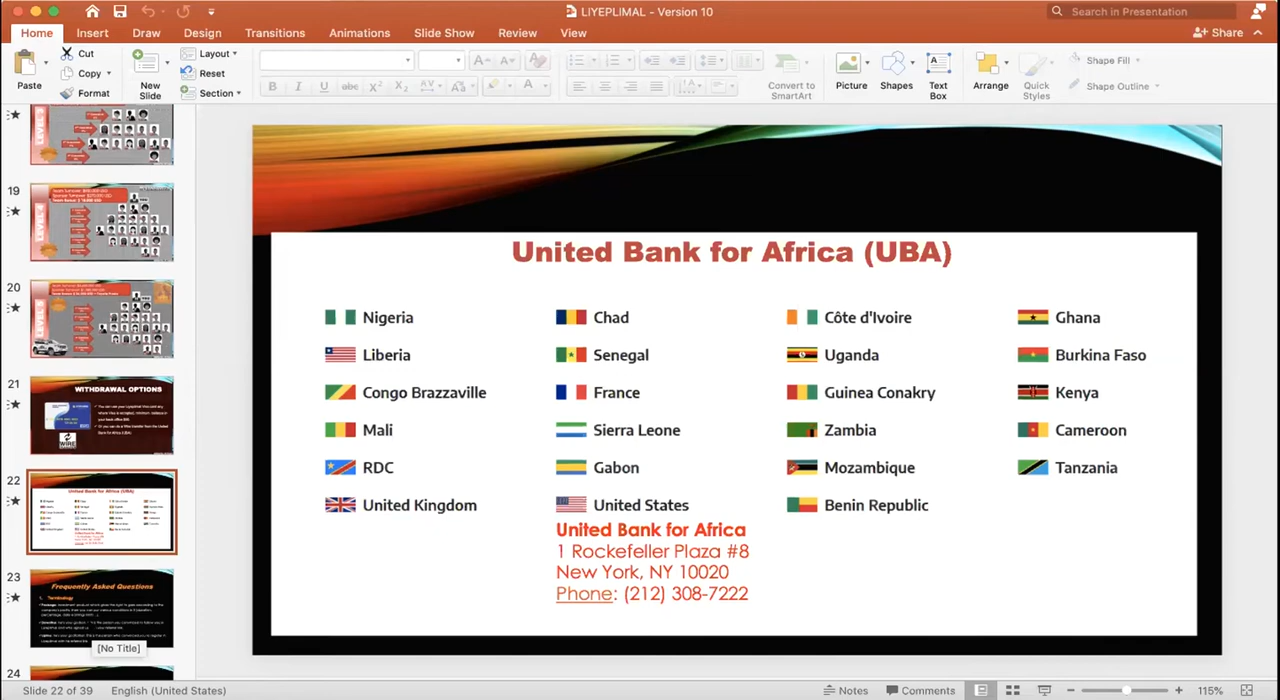 LIYEPLIMAL - Version 10
Search in Presentation
Home Insert Draw Design Transitions Animations Slide Show Review View Share
Paste
Cut
Copy
Format
New
Slide
Layout
Reset
Section
Convert to
SmartArt
Picture
Shapes
Text
Box
Arrange
Quick
Styles
Shape Fill
Shape Outline
19
20
21
WITHDRAWAL OPTIONS
22
United Bank for Africa (UBA)
23
Frequently Asked Questions
[No Title]
24
United Bank for Africa (UBA)
Nigeria Chad Côte d'Ivoire Ghana
Liberia Senegal Uganda Burkina Faso
Congo Brazzaville France Guinea Conakry Kenya
Mali Sierra Leone Zambia Cameroon
RDC Gabon Mozambique Tanzania
United Kingdom United States Benin Republic
United Bank for Africa
1 Rockefeller Plaza #8
New York, NY 10020
Phone: (212) 308-7222
Slide 22 of 39 English (United States) Notes Comments 115%